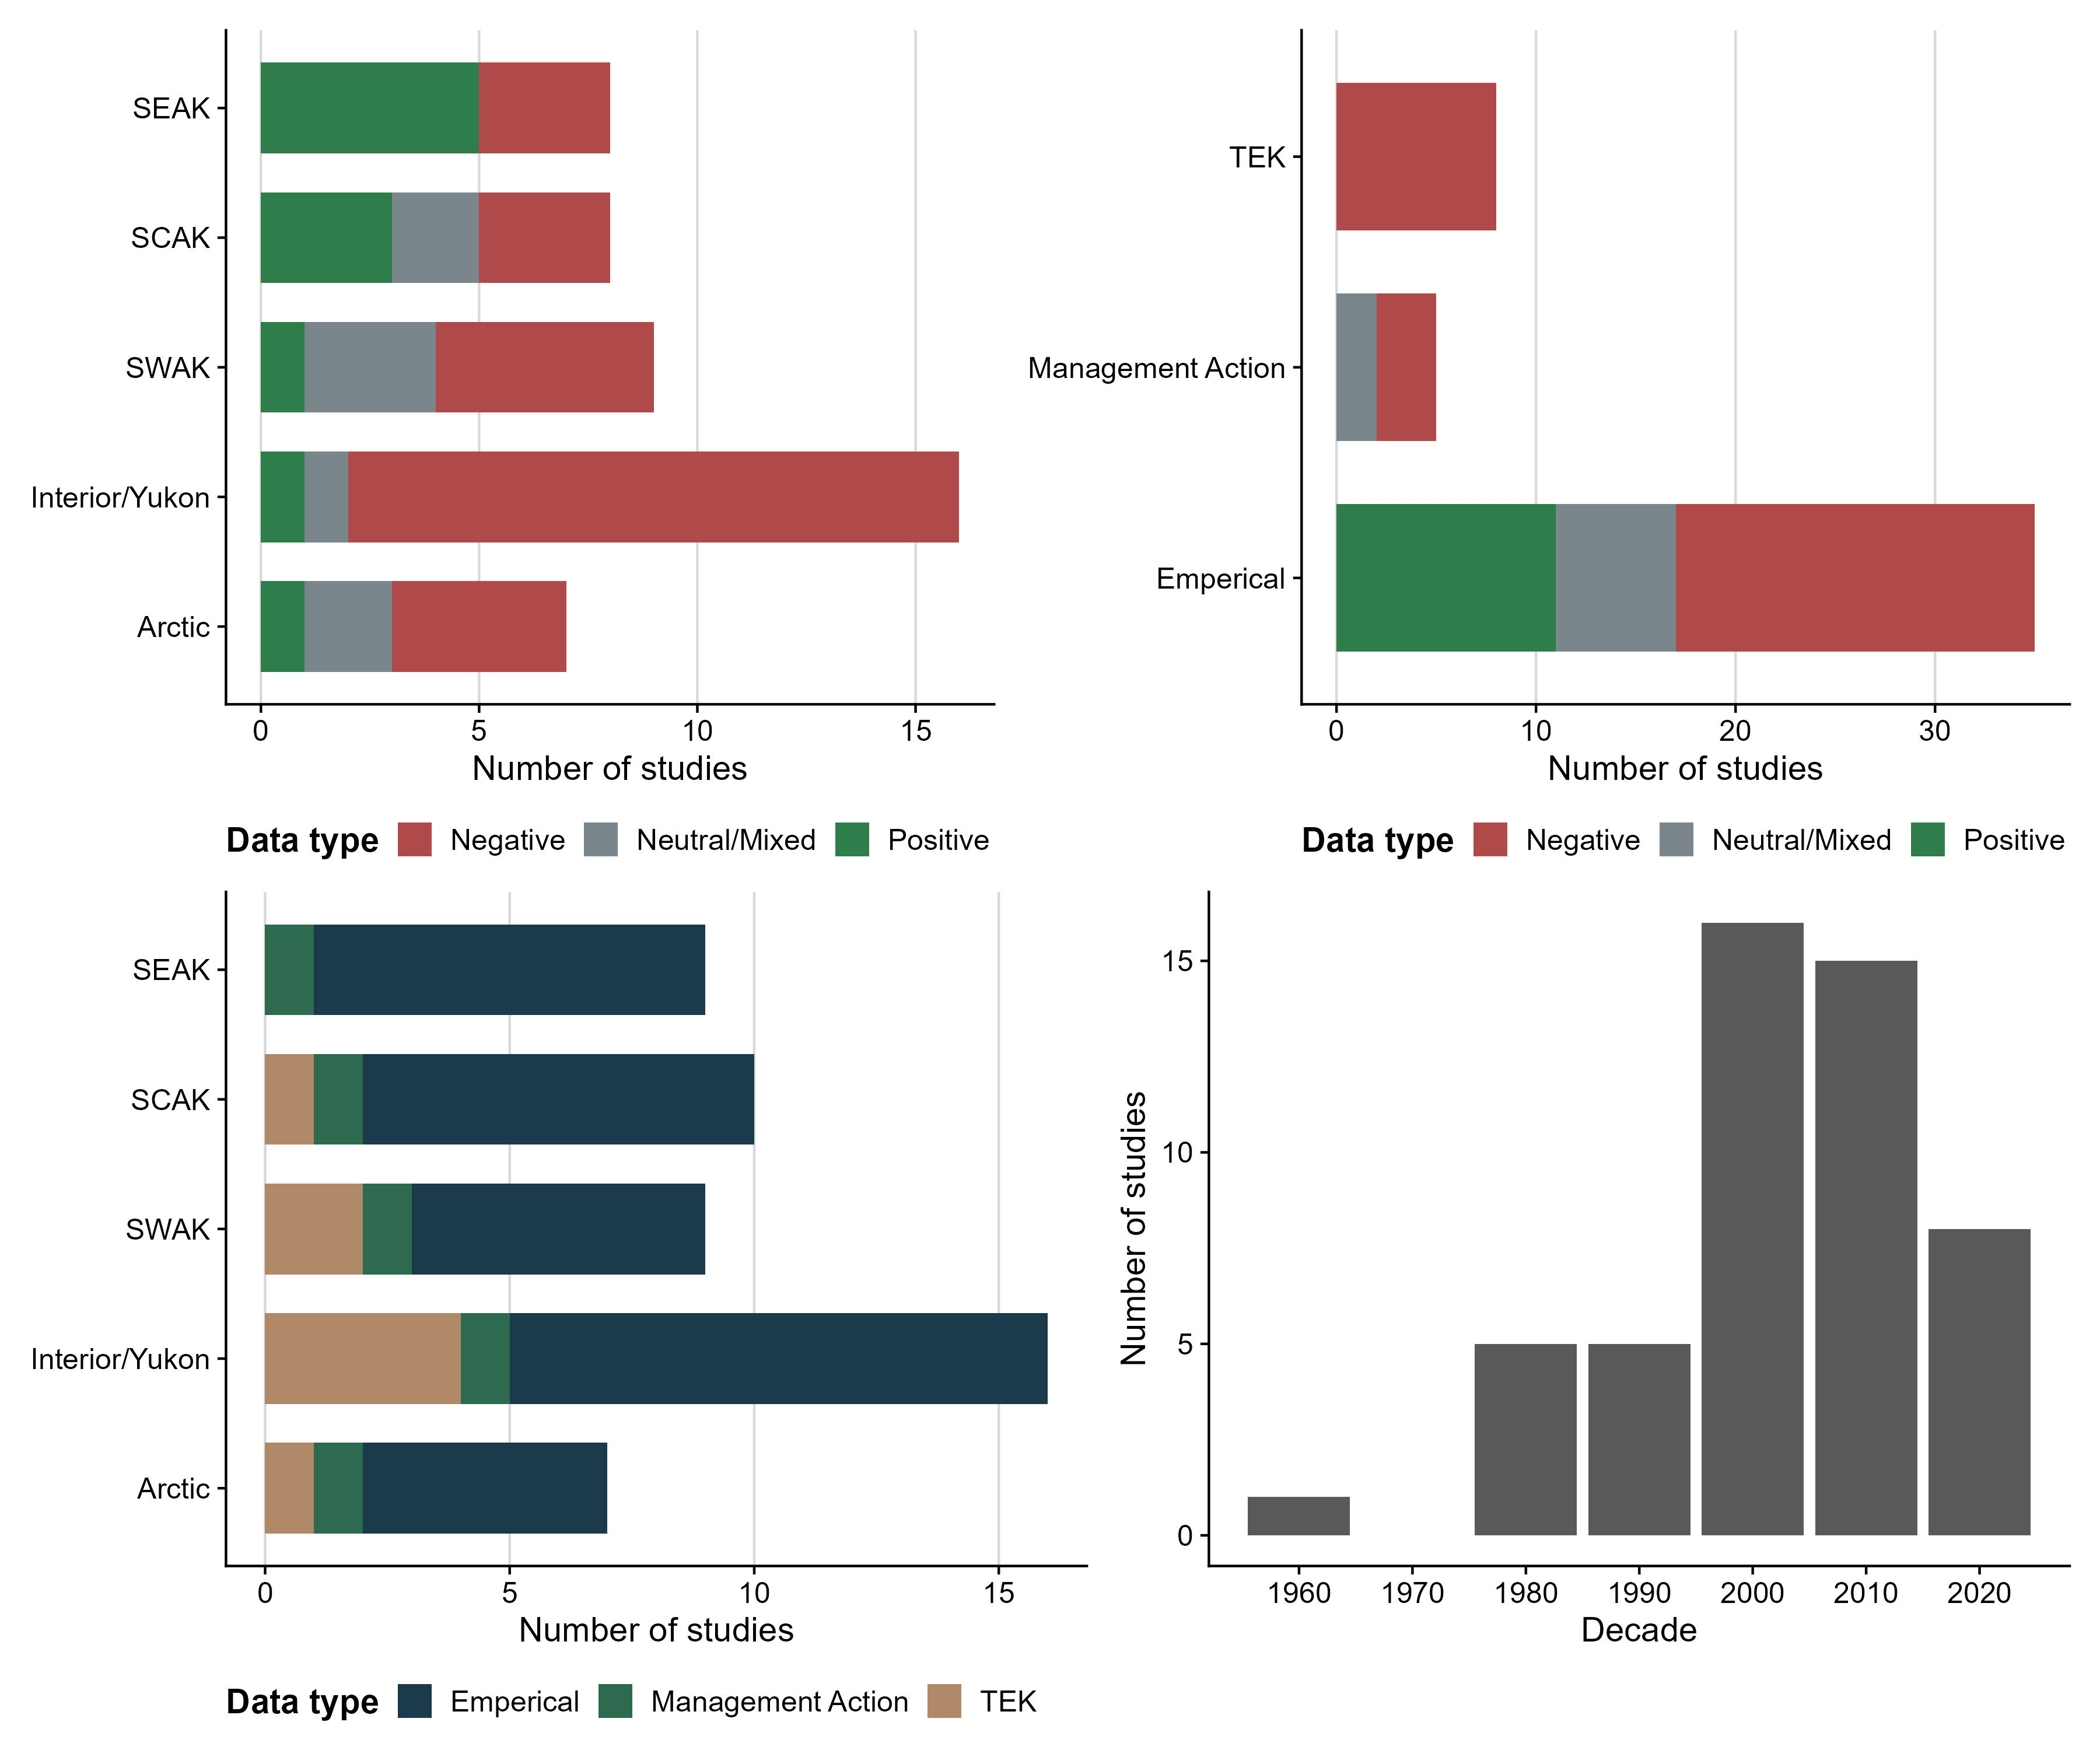 SEAK
SCAK
SWAK
Interior/Yukon
Arctic
0 5 10 15
Number of studies
Data type Negative Neutral/Mixed Positive
TEK
Management Action
Emperical
0 10 20 30
Number of studies
Data type Negative Neutral/Mixed Positive
SEAK
SCAK
SWAK
Interior/Yukon
Arctic
0 5 10 15
Number of studies
Data type Emperical Management Action TEK
Number of studies
15
10
5
0
1960 1970 1980 1990 2000 2010 2020
Decade